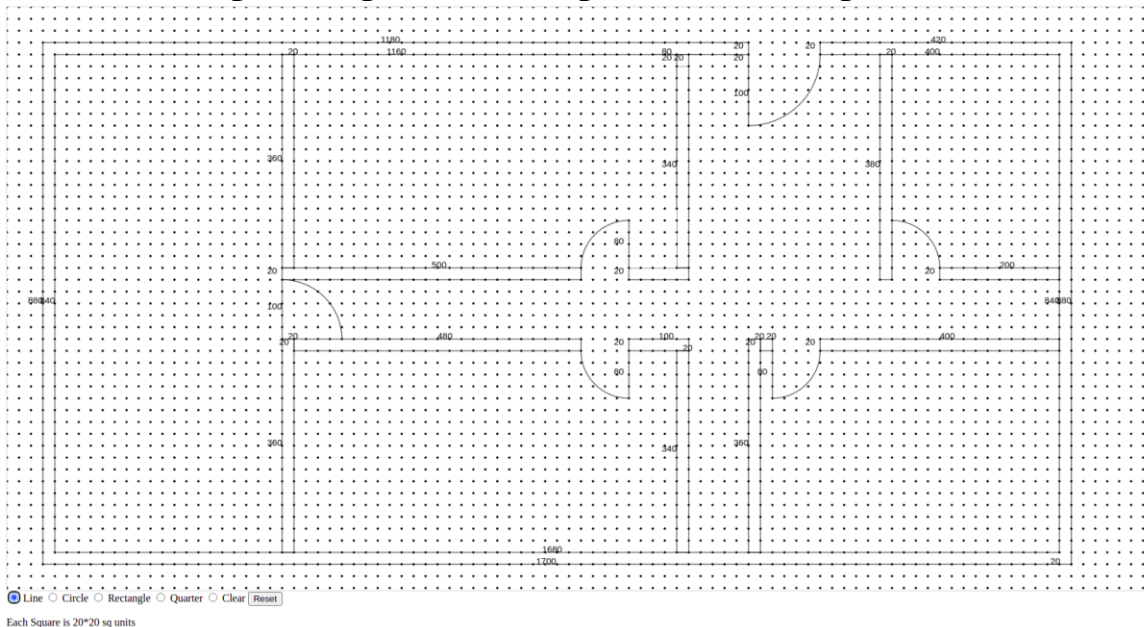 1180 20 20 420
20 1160 80 20 400
20 20 20
100
360 340 380
80
500 20 20 20 200
880 840 100 840 880
20 20 480 20 100 20 20 20 20 20 400
80 80
360 340 360
1680
1700 20
Line Circle Rectangle Quarter Clear Reset
Each Square is 20*20 sq units